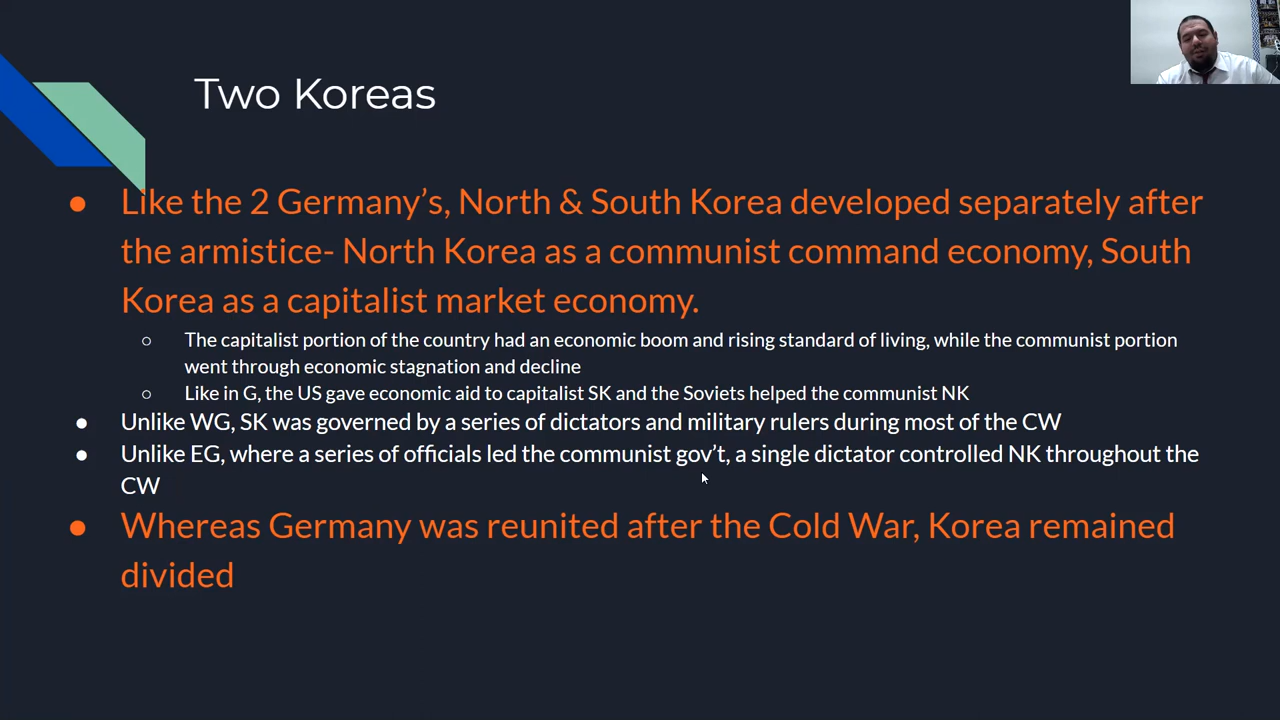 Two Koreas
● Like the 2 Germany’s, North & South Korea developed separately after
the armistice- North Korea as a communist command economy, South
Korea as a capitalist market economy.
○ The capitalist portion of the country had an economic boom and rising standard of living, while the communist portion
went through economic stagnation and decline
○ Like in G, the US gave economic aid to capitalist SK and the Soviets helped the communist NK
● Unlike WG, SK was governed by a series of dictators and military rulers during most of the CW
● Unlike EG, where a series of officials led the communist gov’t, a single dictator controlled NK throughout the
CW
● Whereas Germany was reunited after the Cold War, Korea remained
divided